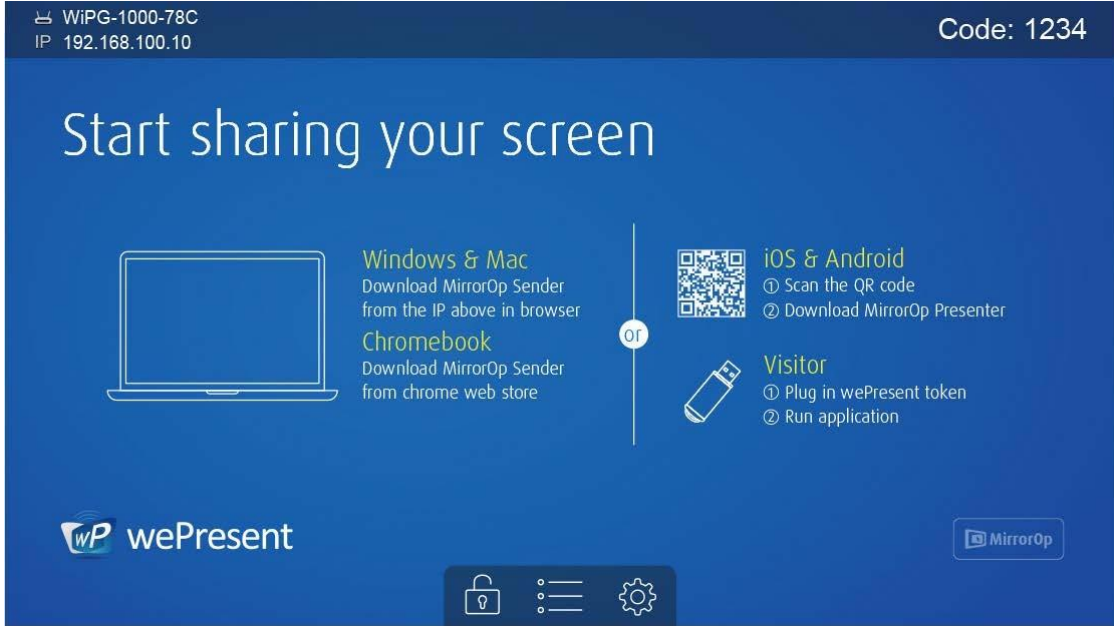 WiPG-1000-78C
IP 192.168.100.10
Code: 1234
Start sharing your screen
Windows & Mac
Download MirrorOp Sender
from the IP above in browser
Chromebook
Download MirrorOp Sender
from chrome web store
or
iOS & Android
① Scan the QR code
② Download MirrorOp Presenter
Visitor
① Plug in wePresent token
② Run application
wP wePresent
MirrorOp